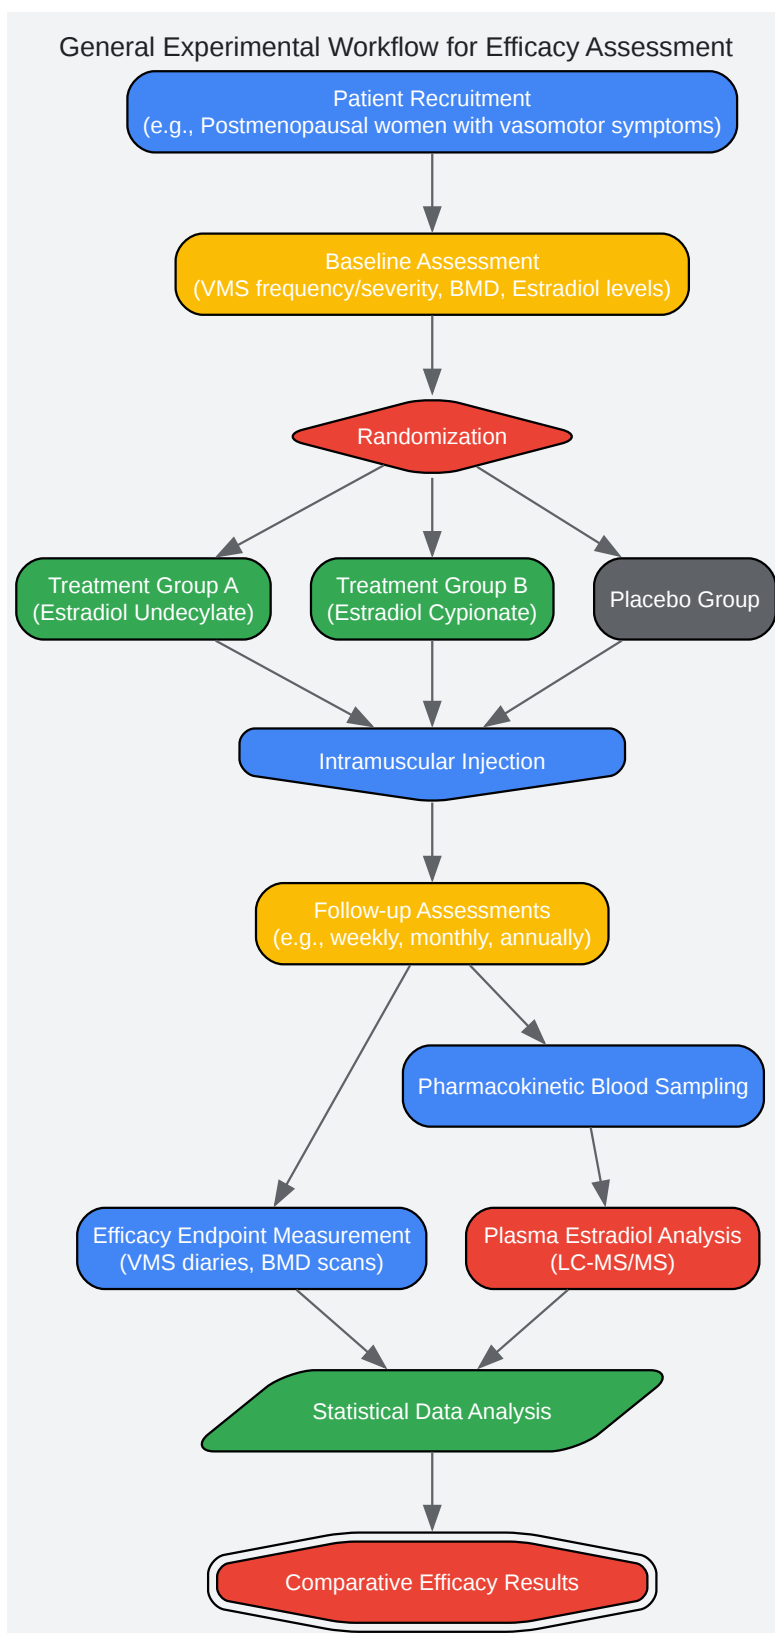 General Experimental Workflow for Efficacy Assessment
Patient Recruitment
(e.g., Postmenopausal women with vasomotor symptoms)
Baseline Assessment
(VMS frequency/severity, BMD, Estradiol levels)
Randomization
Treatment Group A
(Estradiol Undecylate)
Treatment Group B
(Estradiol Cypionate)
Placebo Group
Intramuscular Injection
Follow-up Assessments
(e.g., weekly, monthly, annually)
Pharmacokinetic Blood Sampling
Efficacy Endpoint Measurement
(VMS diaries, BMD scans)
Plasma Estradiol Analysis
(LC-MS/MS)
Statistical Data Analysis
Comparative Efficacy Results